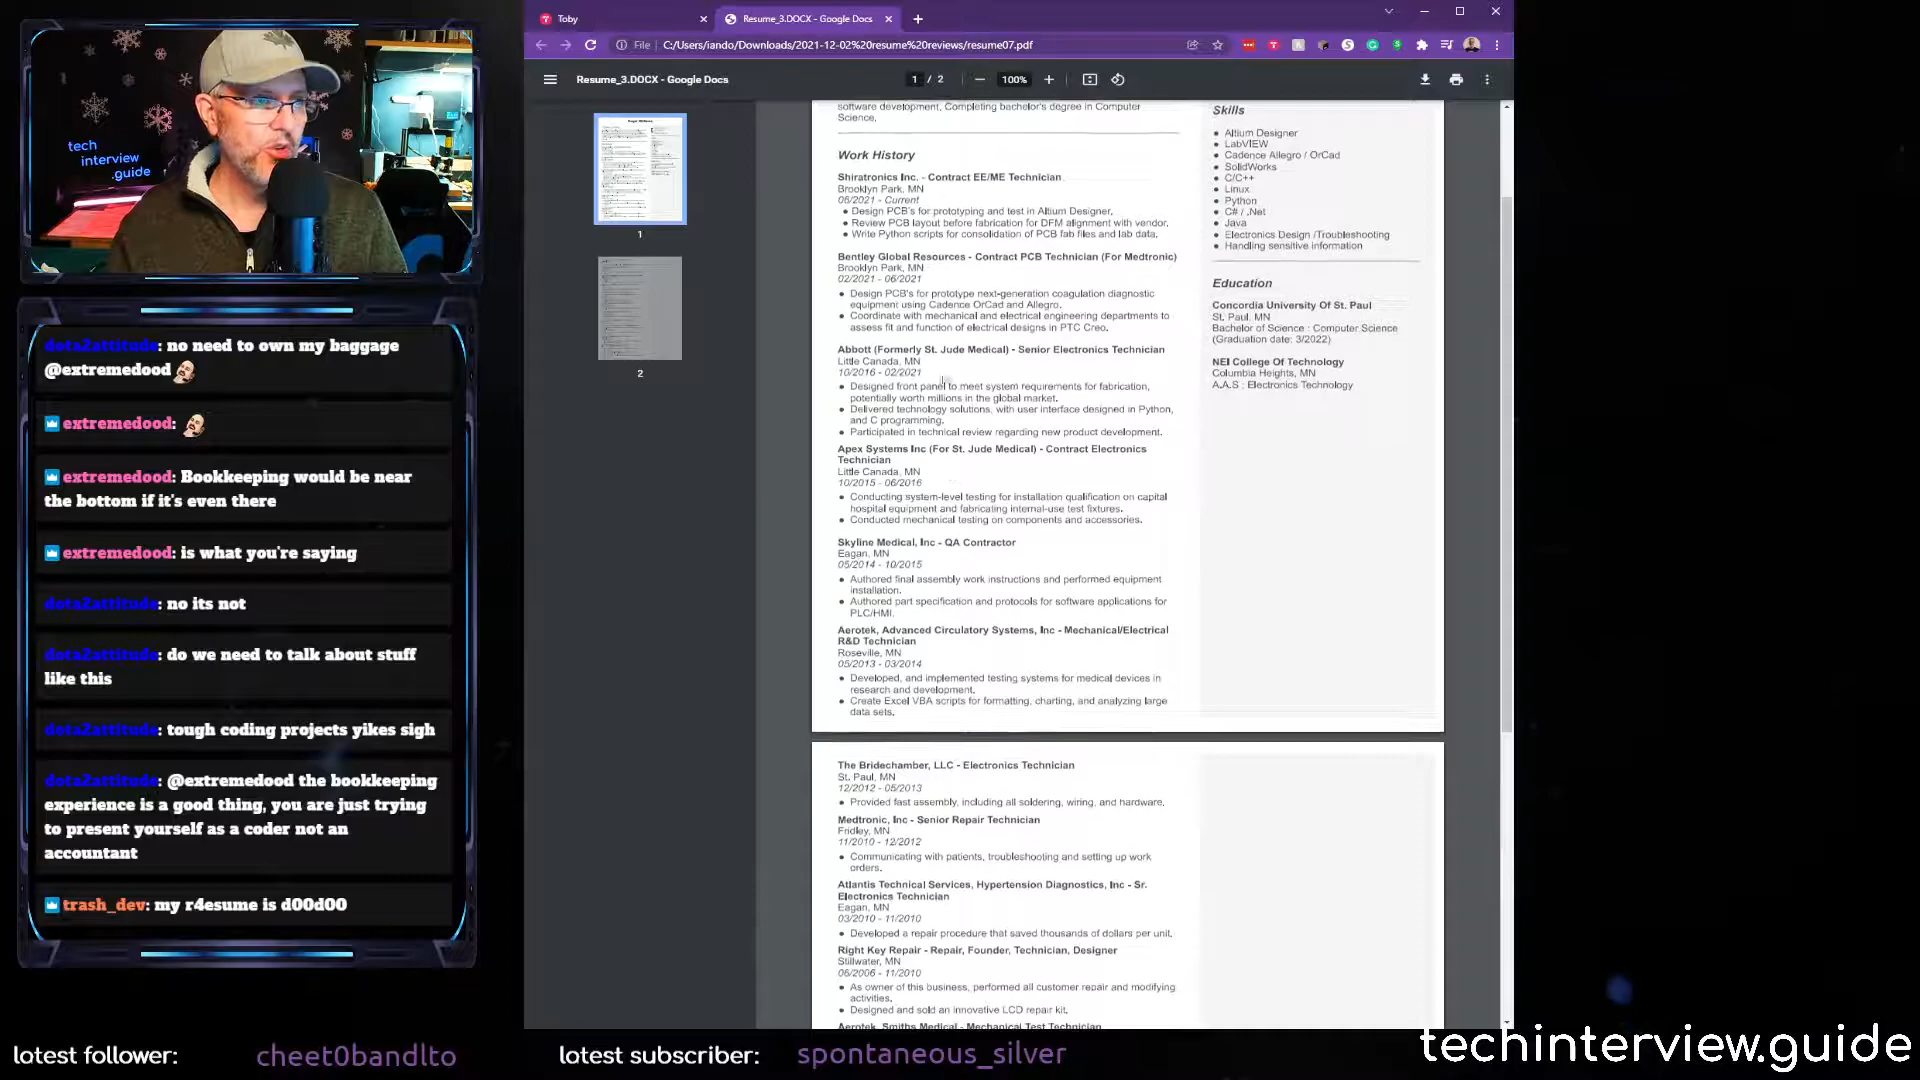 tech
interview
.guide
dota2attitude: no need to own my baggage
@extremedood
extremedood:
extremedood: Bookkeeping would be near
the bottom if it's even there
extremedood: is what you're saying
dota2attitude: no its not
dota2attitude: do we need to talk about stuff
like this
dota2attitude: tough coding projects yikes sigh
dota2attitude: @extremedood the bookkeeping
experience is a good thing, you are just trying
to present yourself as a coder not an
accountant
trash_dev: my r4esume is d00d00
latest follower: cheet0bandlto
latest subscriber: spontaneous_silver
techinterview.guide
Toby
Resume_3.DOCX - Google Docs
File | C:/Users/iando/Downloads/2021-12-02%20resume%20reviews/resume07.pdf
Resume_3.DOCX - Google Docs
1 / 2
100%
1
2
software development. Completing bachelor's degree in Computer
Science.
Work History
Shiratronics Inc. - Contract EE/ME Technician
Brooklyn Park, MN
06/2021 - Current
• Design PCB's for prototyping and test in Altium Designer.
• Review PCB layout before fabrication for DFM alignment with vendor.
• Write Python scripts for consolidation of PCB fab files and lab data.
Bentley Global Resources - Contract PCB Technician (For Medtronic)
Brooklyn Park, MN
02/2021 - 06/2021
• Design PCB's for prototype next-generation coagulation diagnostic
equipment using Cadence OrCad and Allegro.
• Coordinate with mechanical and electrical engineering departments to
assess fit and function of electrical designs in PTC Creo.
Abbott (Formerly St. Jude Medical) - Senior Electronics Technician
Little Canada, MN
10/2016 - 02/2021
• Designed front panel to meet system requirements for fabrication,
potentially worth millions in the global market.
• Delivered technology solutions, with user interface designed in Python,
and C programming.
• Participated in technical review regarding new product development.
Apex Systems Inc (For St. Jude Medical) - Contract Electronics
Technician
Little Canada, MN
10/2015 - 06/2016
• Conducting system-level testing for installation qualification on capital
hospital equipment and fabricating internal-use test fixtures.
• Conducted mechanical testing on components and accessories.
Skyline Medical, Inc - QA Contractor
Eagan, MN
05/2014 - 10/2015
• Authored final assembly work instructions and performed equipment
installation.
• Authored part specification and protocols for software applications for
PLC/HMI.
Aerotek, Advanced Circulatory Systems, Inc - Mechanical/Electrical
R&D Technician
Roseville, MN
05/2013 - 03/2014
• Developed, and implemented testing systems for medical devices in
research and development.
• Create Excel VBA scripts for formatting, charting, and analyzing large
data sets.
Skills
• Altium Designer
• LabVIEW
• Cadence Allegro / OrCad
• SolidWorks
• C/C++
• Linux
• Python
• C# / .Net
• Java
• Electronics Design /Troubleshooting
• Handling sensitive information
Education
Concordia University Of St. Paul
St. Paul, MN
Bachelor of Science : Computer Science
(Graduation date: 3/2022)
NEI College Of Technology
Columbia Heights, MN
A.A.S : Electronics Technology
The Bridechamber, LLC - Electronics Technician
St. Paul, MN
12/2012 - 05/2013
• Provided fast assembly, including all soldering, wiring, and hardware.
Medtronic, Inc - Senior Repair Technician
Fridley, MN
11/2010 - 12/2012
• Communicating with patients, troubleshooting and setting up work
orders.
Atlantis Technical Services, Hypertension Diagnostics, Inc - Sr.
Electronics Technician
Eagan, MN
03/2010 - 11/2010
• Developed a repair procedure that saved thousands of dollars per unit.
Right Key Repair - Repair, Founder, Technician, Designer
Stillwater, MN
06/2006 - 11/2010
• As owner of this business, performed all customer repair and modifying
activities.
• Designed and sold an innovative LCD repair kit.
Aerotek, Smiths Medical - Mechanical Test Technician